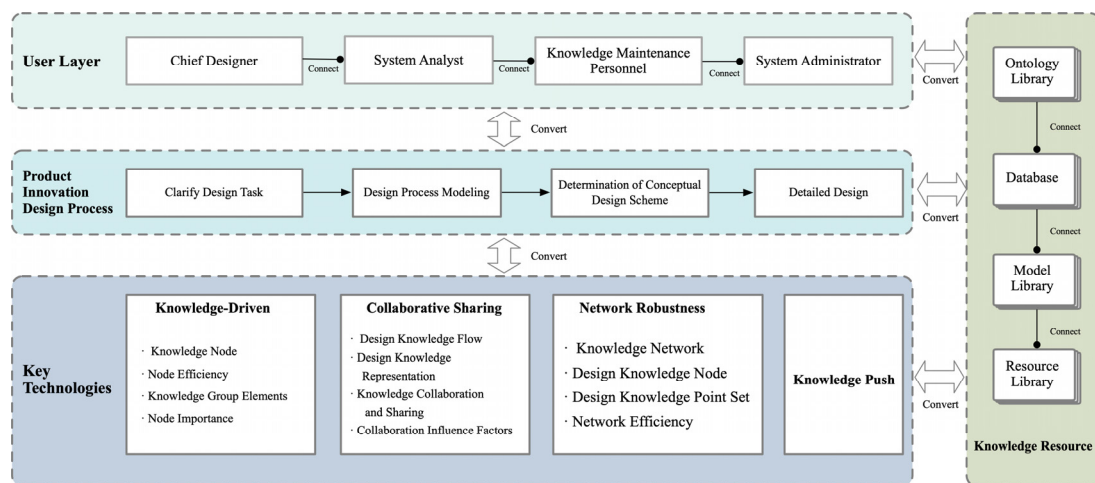 User Layer
Chief Designer
Connect
System Analyst
Connect
Knowledge Maintenance
Personnel
Connect
System Administrator
Convert
Convert
Product
Innovation
Design Process
Clarify Design Task
Design Process Modeling
Determination of Conceptual
Design Scheme
Detailed Design
Convert
Convert
Key
Technologies
Knowledge-Driven
· Knowledge Node
· Node Efficiency
· Knowledge Group Elements
· Node Importance
Collaborative Sharing
· Design Knowledge Flow
· Design Knowledge
Representation
· Knowledge Collaboration
and Sharing
· Collaboration Influence Factors
Network Robustness
· Knowledge Network
· Design Knowledge Node
· Design Knowledge Point Set
· Network Efficiency
Knowledge Push
Convert
Ontology
Library
Connect
Database
Connect
Model
Library
Connect
Resource
Library
Knowledge Resource